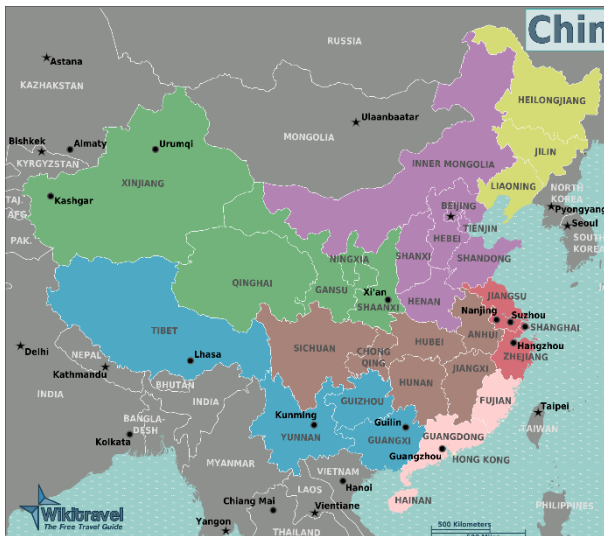 Chin
RUSSIA
Astana
KAZAKHSTAN
HEILONGJIANG
Ulaanbaatar
MONGOLIA
Bishkek
Almaty
Urumqi
JILIN
KYRGYZSTAN
INNER MONGOLIA
XINJIANG
LIAONING
TAJ.
Kashgar
BEIJING
NORTH
KOREA
Pyongyang
AFG.
TIENJIN
Seoul
PAK.
HEBEI
SOUTH
KOREA
NINGXIA
SHANXI
SHANDONG
QINGHAI
GANSU
Xi'an
SHAANXI
HENAN
JIANGSU
Nanjing
Suzhou
TIBET
SHANGHAI
ANHUI
Delhi
Lhasa
SICHUAN
CHONG
QING
HUBEI
Hangzhou
ZHEJIANG
NEPAL
Kathmandu
HUNAN
JIANGXI
BHUTAN
INDIA
INDIA
GUIZHOU
FUJIAN
BANGLA-
DESH
Kunming
YUNNAN
Guilin
GUANGXI
GUANGDONG
Taipei
TAIWAN
Kolkata
Guangzhou
HONG KONG
MYANMAR
VIETNAM
Hanoi
LAOS
HAINAN
Chiang Mai
Vientiane
PHILIPPINES
Wikitravel
The Free Travel Guide
Yangon
THAILAND
500 Kilometers
500 Miles